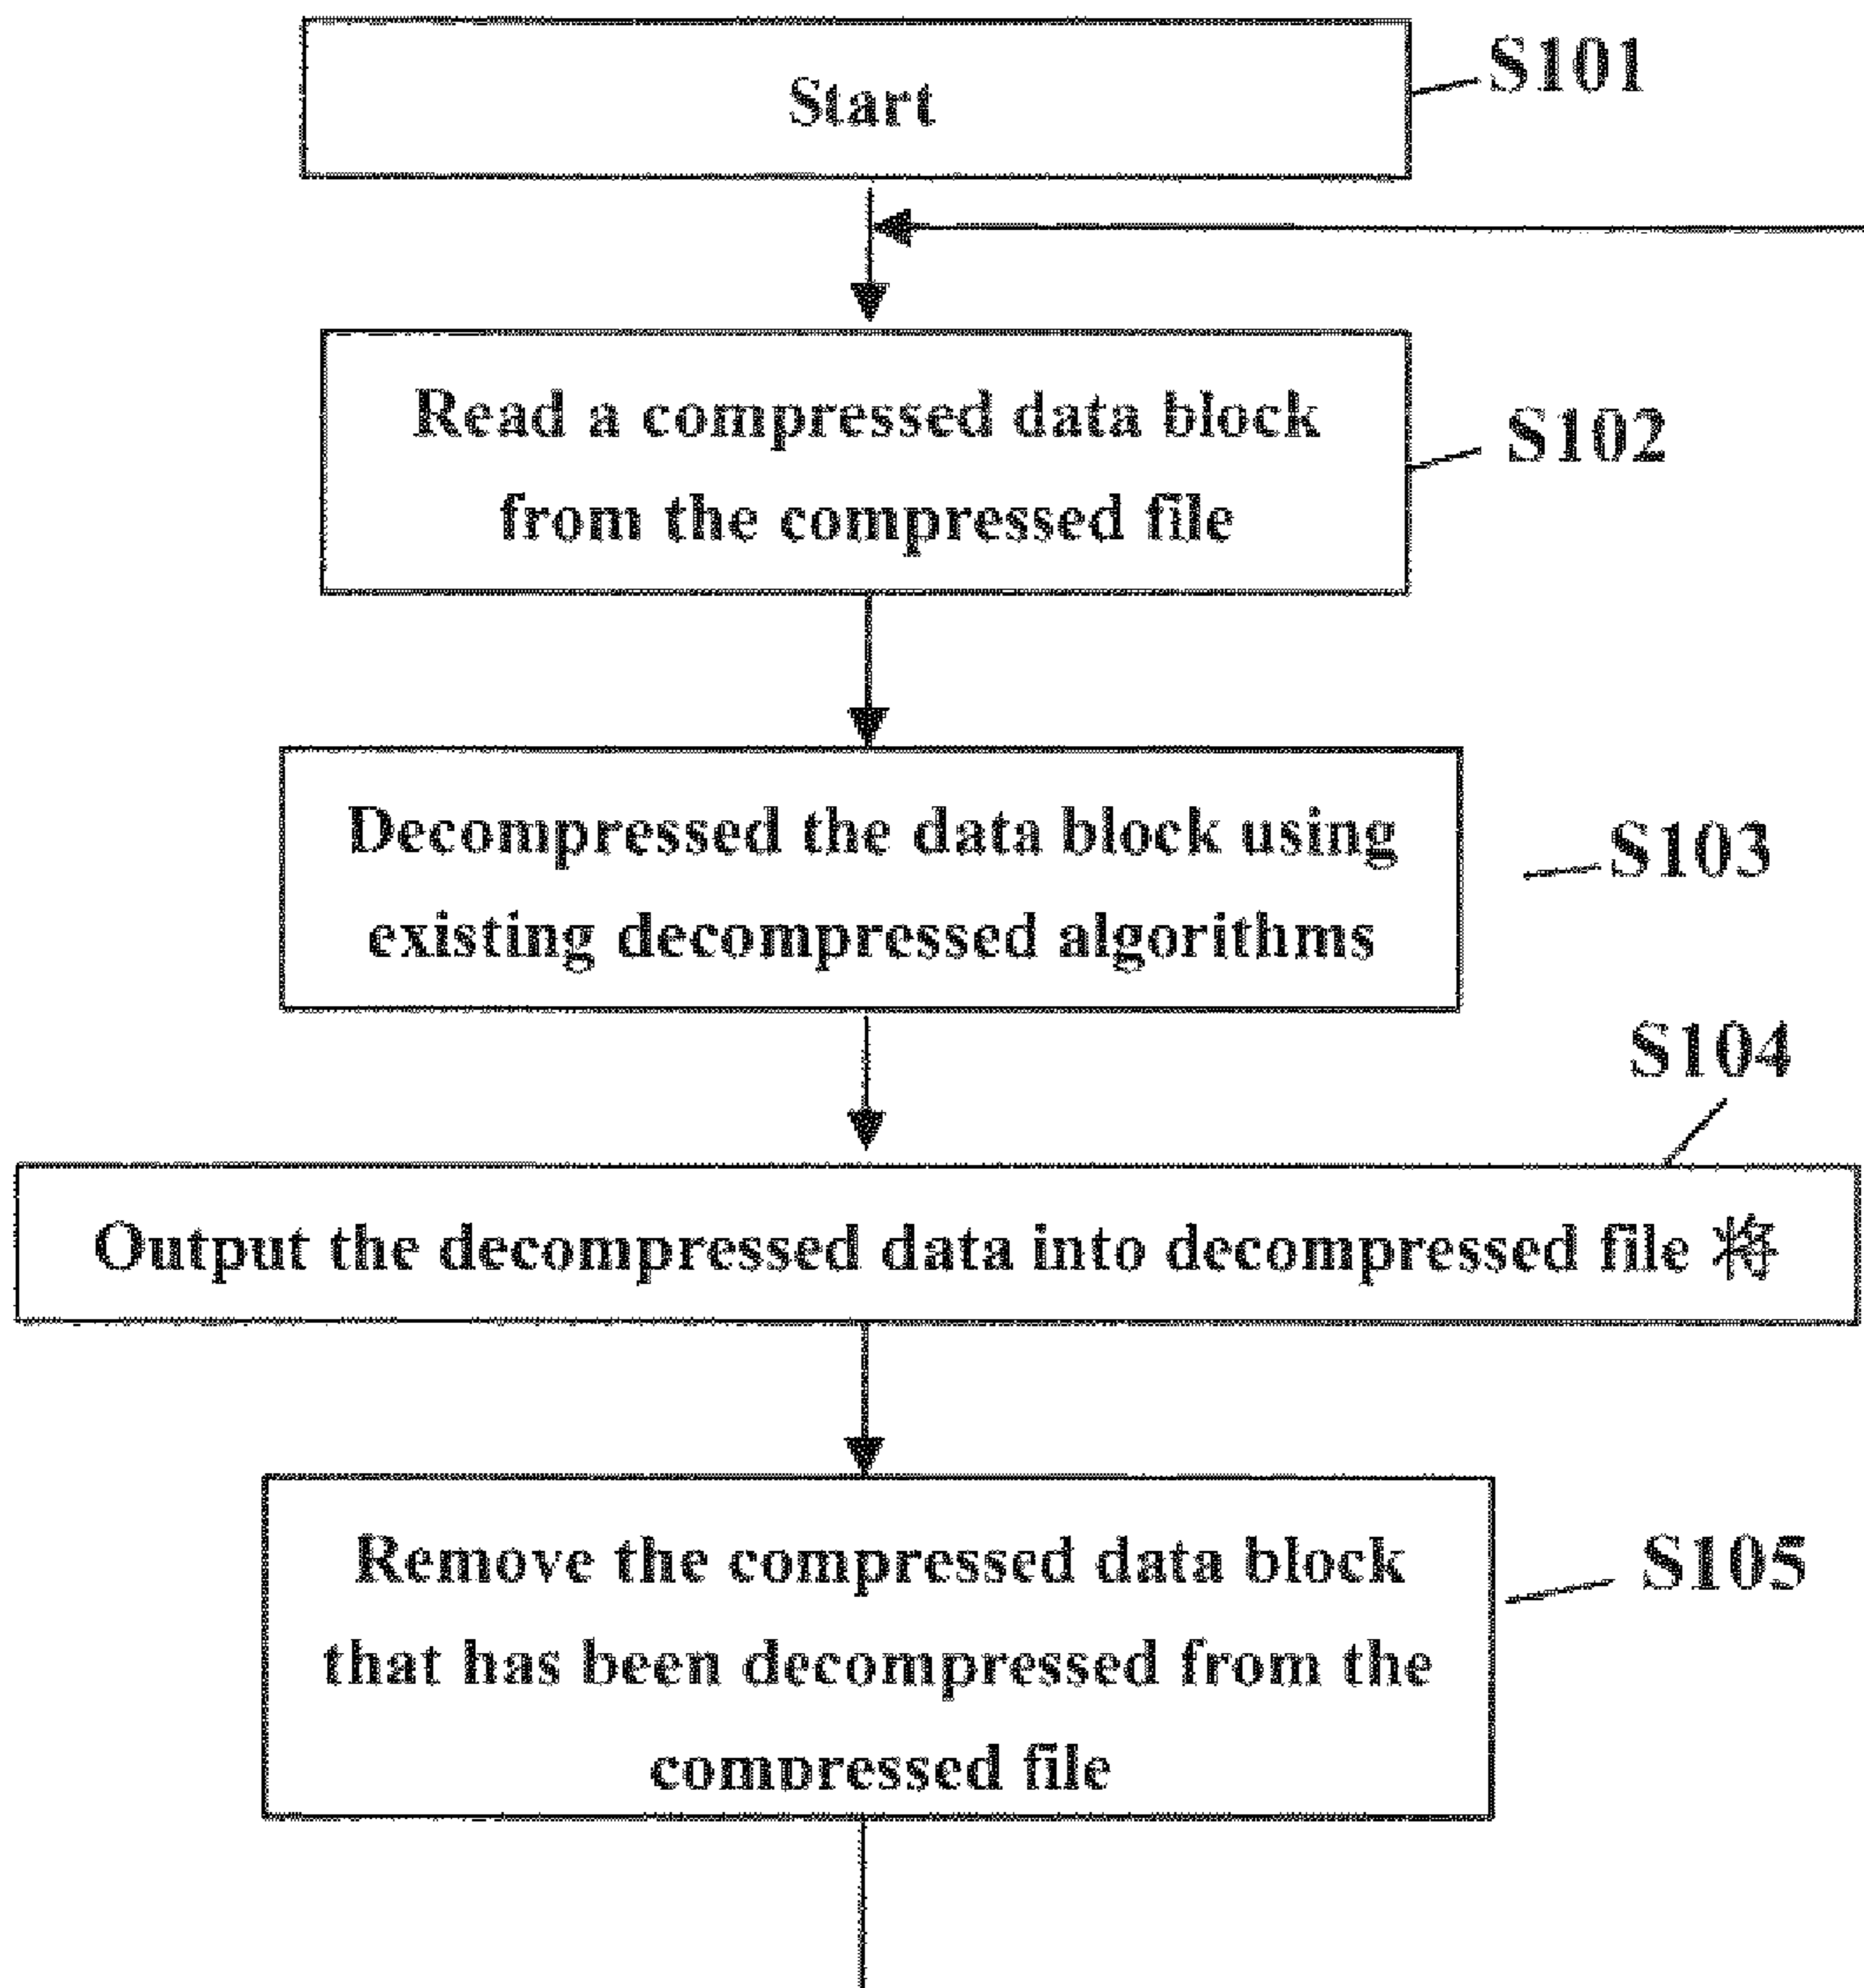 Start
S101
Read a compressed data block
from the compressed file
S102
Decompressed the data block using
existing decompressed algorithms
S103
S104
Output the decompressed data into decompressed file 将
Remove the compressed data block
that has been decompressed from the
compressed file
S105